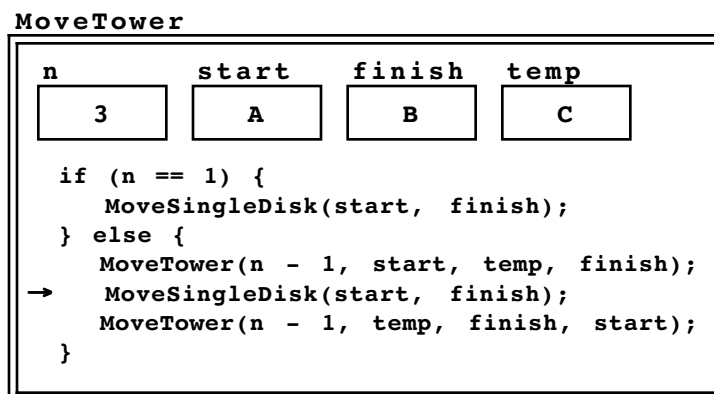 MoveTower
n start finish temp
3 A B C
if (n == 1) {
MoveSingleDisk(start, finish);
} else {
MoveTower(n – 1, start, temp, finish);
→ MoveSingleDisk(start, finish);
MoveTower(n – 1, temp, finish, start);
}